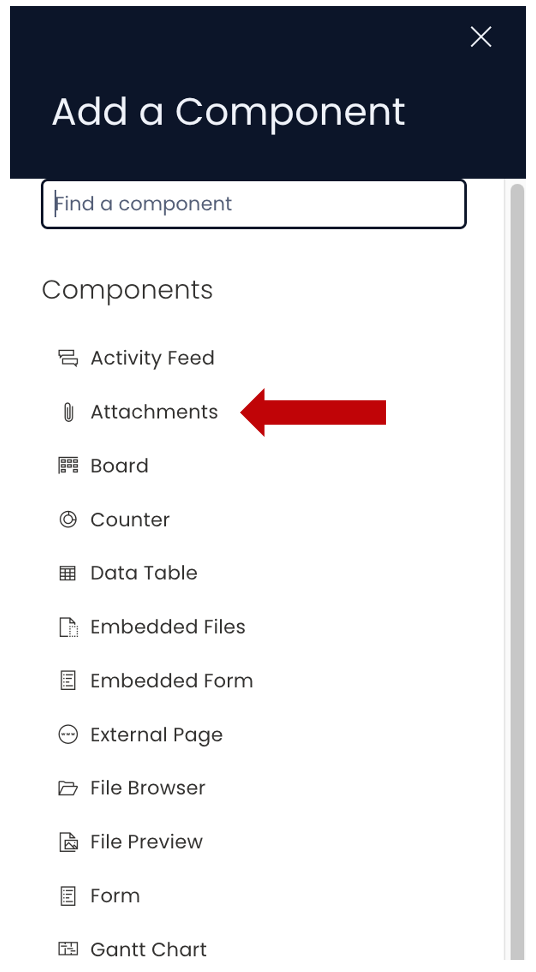 Add a Component
Find a component
Components
Activity Feed
Attachments
Board
Counter
Data Table
Embedded Files
Embedded Form
External Page
File Browser
File Preview
Form
Gantt Chart